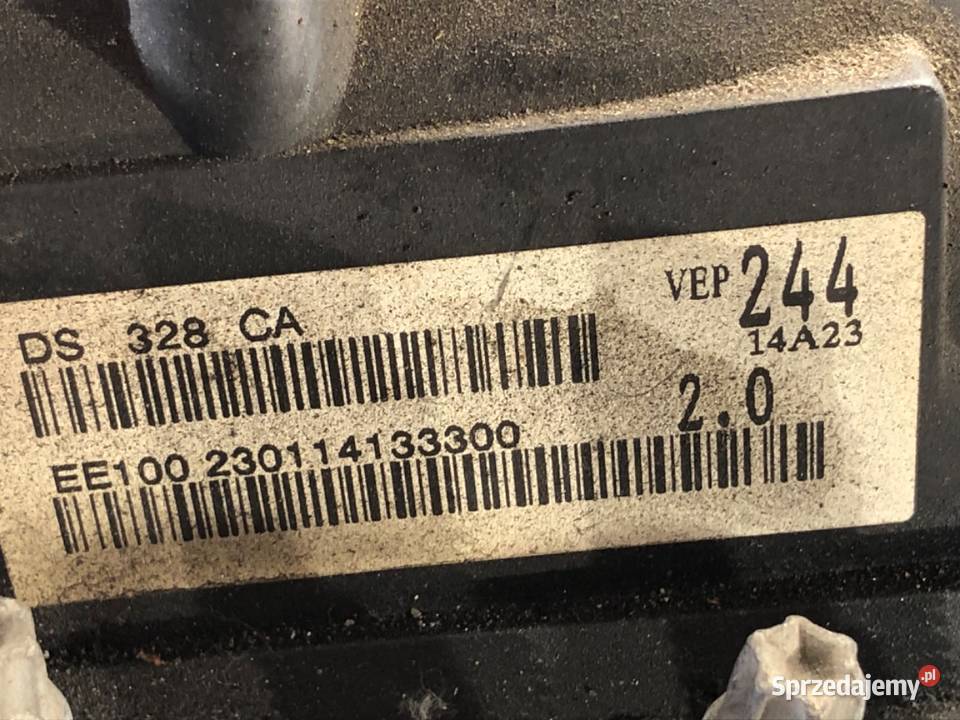 VEP 244
14A23
DS 328 CA
2.0
EE100 230114133300
Sprzedajemy.pl